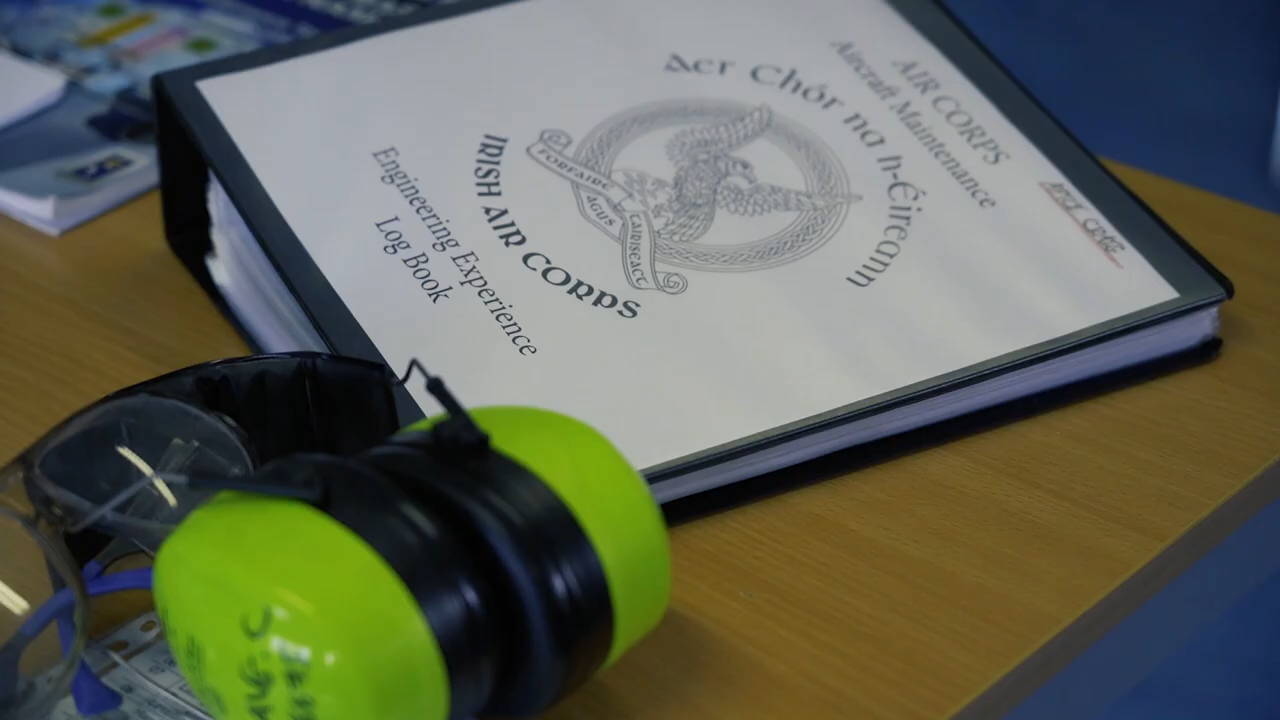 AIR CORPS
Aircraft Maintenance
Aer Chór na h-Éireann
FORFAIRE
AGUS
TAIRISEACT
IRISH AIR CORPS
Engineering Experience
Log Book